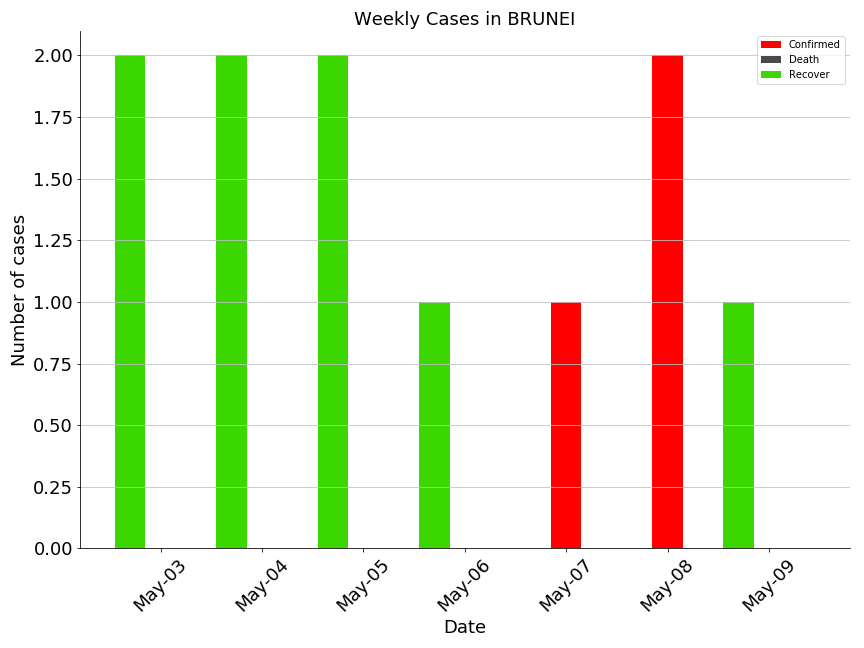 Weekly Cases in BRUNEI
Confirmed
Death
Recover
Number of cases
2.00
1.75
1.50
1.25
1.00
0.75
0.50
0.25
0.00
May-03
May-04
May-05
May-06
May-07
May-08
May-09
Date